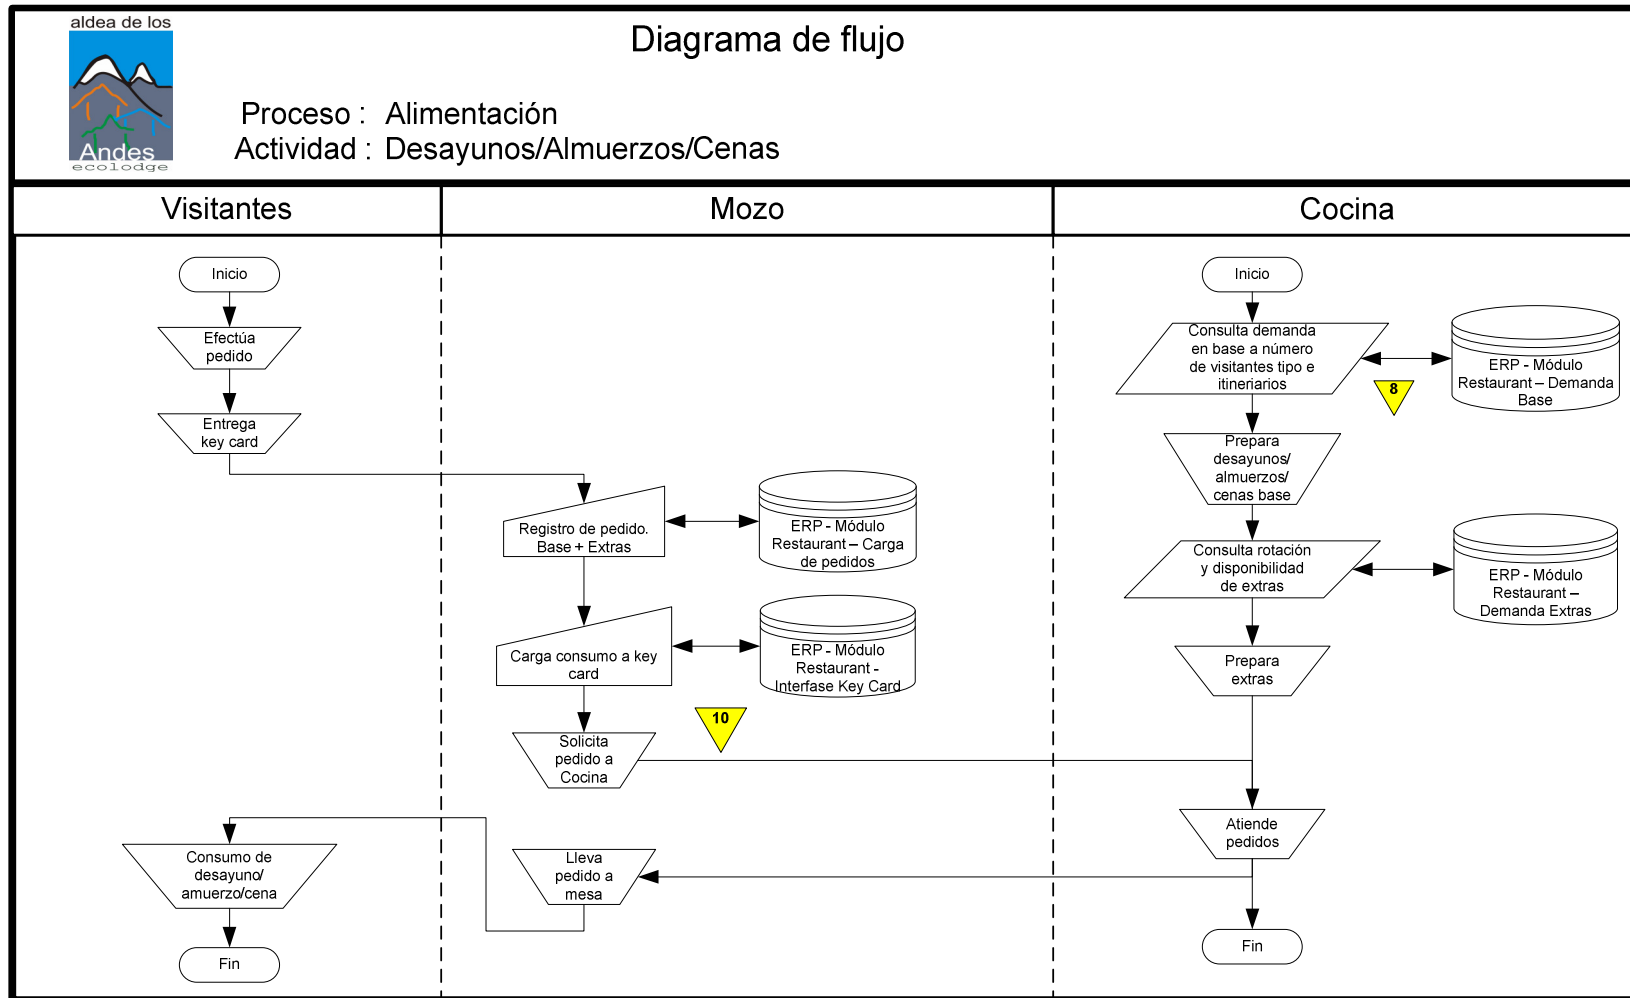 aldea de los
Andes
ecolodge
Diagrama de flujo
Proceso : Alimentación
Actividad : Desayunos/Almuerzos/Cenas
Visitantes
Mozo
Cocina
Inicio
Efectúa
pedido
Entrega
key card
Registro de pedido.
Base + Extras
ERP - Módulo
Restaurant – Carga
de pedidos
Carga consumo a key
card
ERP - Módulo
Restaurant -
Interfase Key Card
10
Solicita
pedido a
Cocina
Inicio
Consulta demanda
en base a número
de visitantes tipo e
itineriarios
8
ERP - Módulo
Restaurant – Demanda
Base
Prepara
desayunos/
almuerzos/
cenas base
Consulta rotación
y disponibilidad
de extras
ERP - Módulo
Restaurant –
Demanda Extras
Prepara
extras
Atiende
pedidos
Fin
Lleva
pedido a
mesa
Consumo de
desayuno/
amuerzo/cena
Fin